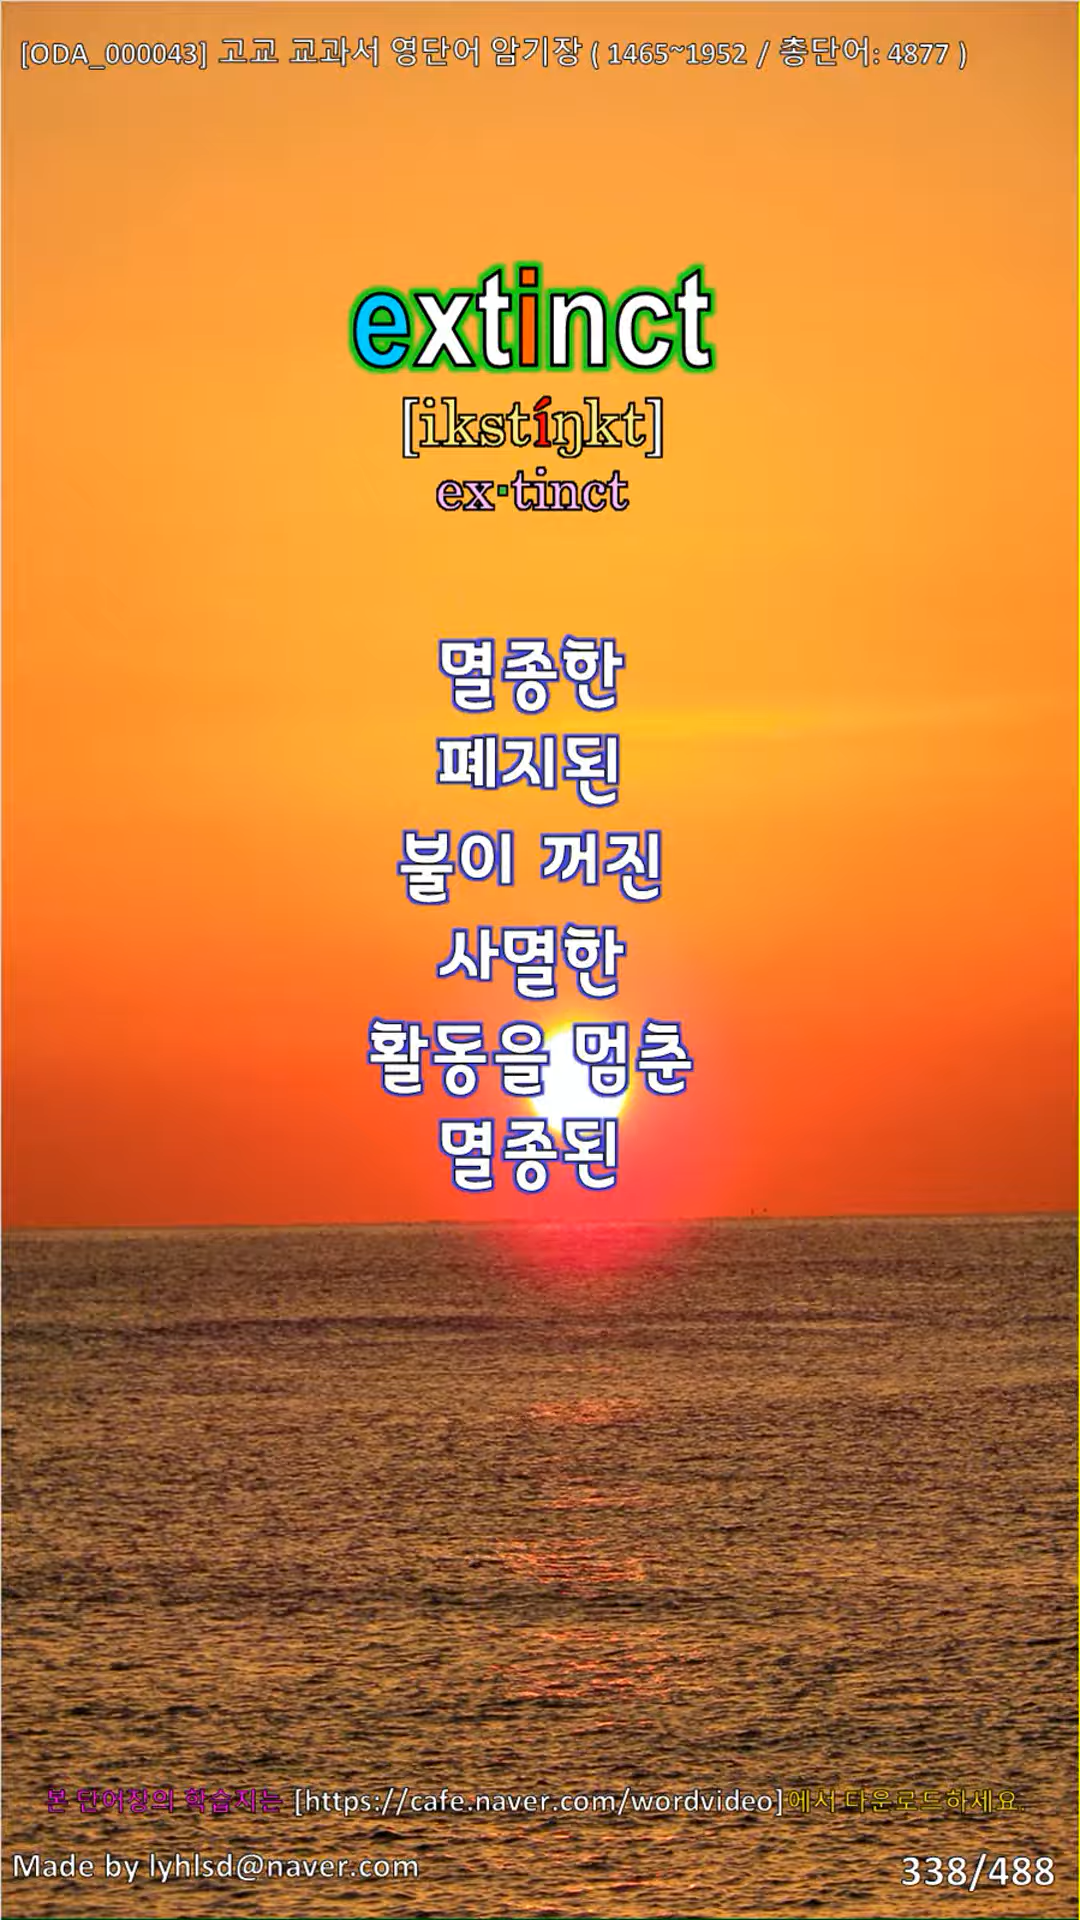 [ODA_000043] 고교 교과서 영단어 암기장 ( 1465~1952 / 총단어: 4877 )
extinct
[ikstíŋkt]
ex·tinct
멸종한
폐지된
불이 꺼진
사멸한
활동을 멈춘
멸종된
본 단어장의 학습지는 [https://cafe.naver.com/wordvideo]에서 다운로드하세요.
Made by lyhlsd@naver.com
338/488